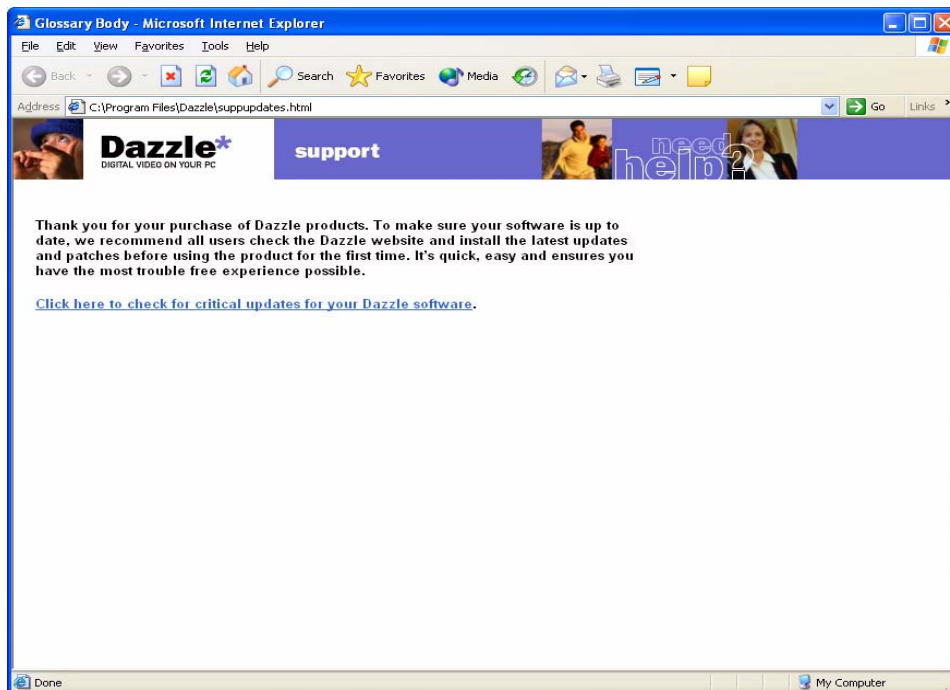 Glossary Body - Microsoft Internet Explorer
File Edit View Favorites Tools Help
Back Search Favorites Media
Address C:\Program Files\Dazzle\suppupdates.html Go Links »
Dazzle*
DIGITAL VIDEO ON YOUR PC
support
need
help?
Thank you for your purchase of Dazzle products. To make sure your software is up to
date, we recommend all users check the Dazzle website and install the latest updates
and patches before using the product for the first time. It's quick, easy and ensures you
have the most trouble free experience possible.
Click here to check for critical updates for your Dazzle software.
Done My Computer